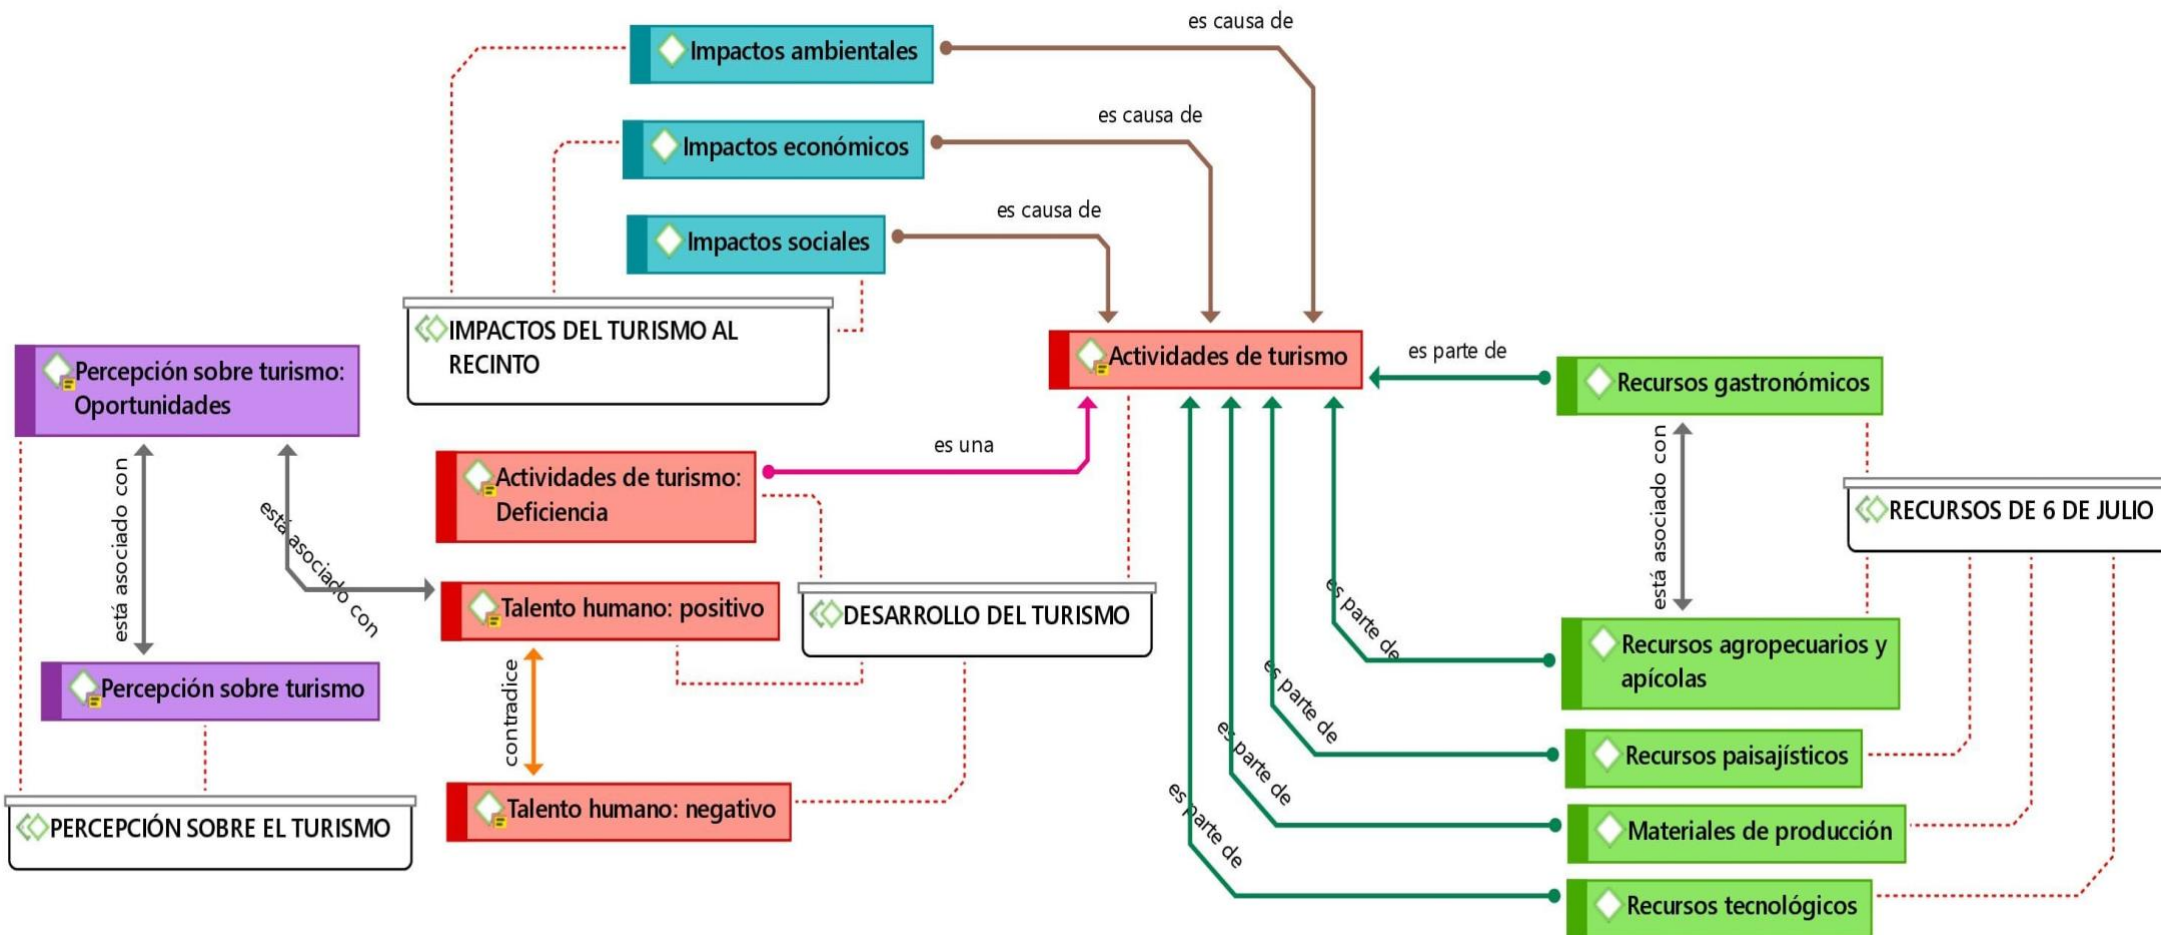 es causa de
Impactos ambientales
es causa de
Impactos económicos
es causa de
Impactos sociales
IMPACTOS DEL TURISMO AL
RECINTO
Percepción sobre turismo:
Oportunidades
Actividades de turismo
es parte de
Recursos gastronómicos
es una
Actividades de turismo:
Deficiencia
está asociado con
está asociado con
está asociado con
RECURSOS DE 6 DE JULIO
Talento humano: positivo
DESARROLLO DEL TURISMO
es parte de
Recursos agropecuarios y
apícolas
Percepción sobre turismo
contradice
es parte de
Recursos paisajísticos
es parte de
Talento humano: negativo
Materiales de producción
PERCEPCIÓN SOBRE EL TURISMO
es parte de
Recursos tecnológicos